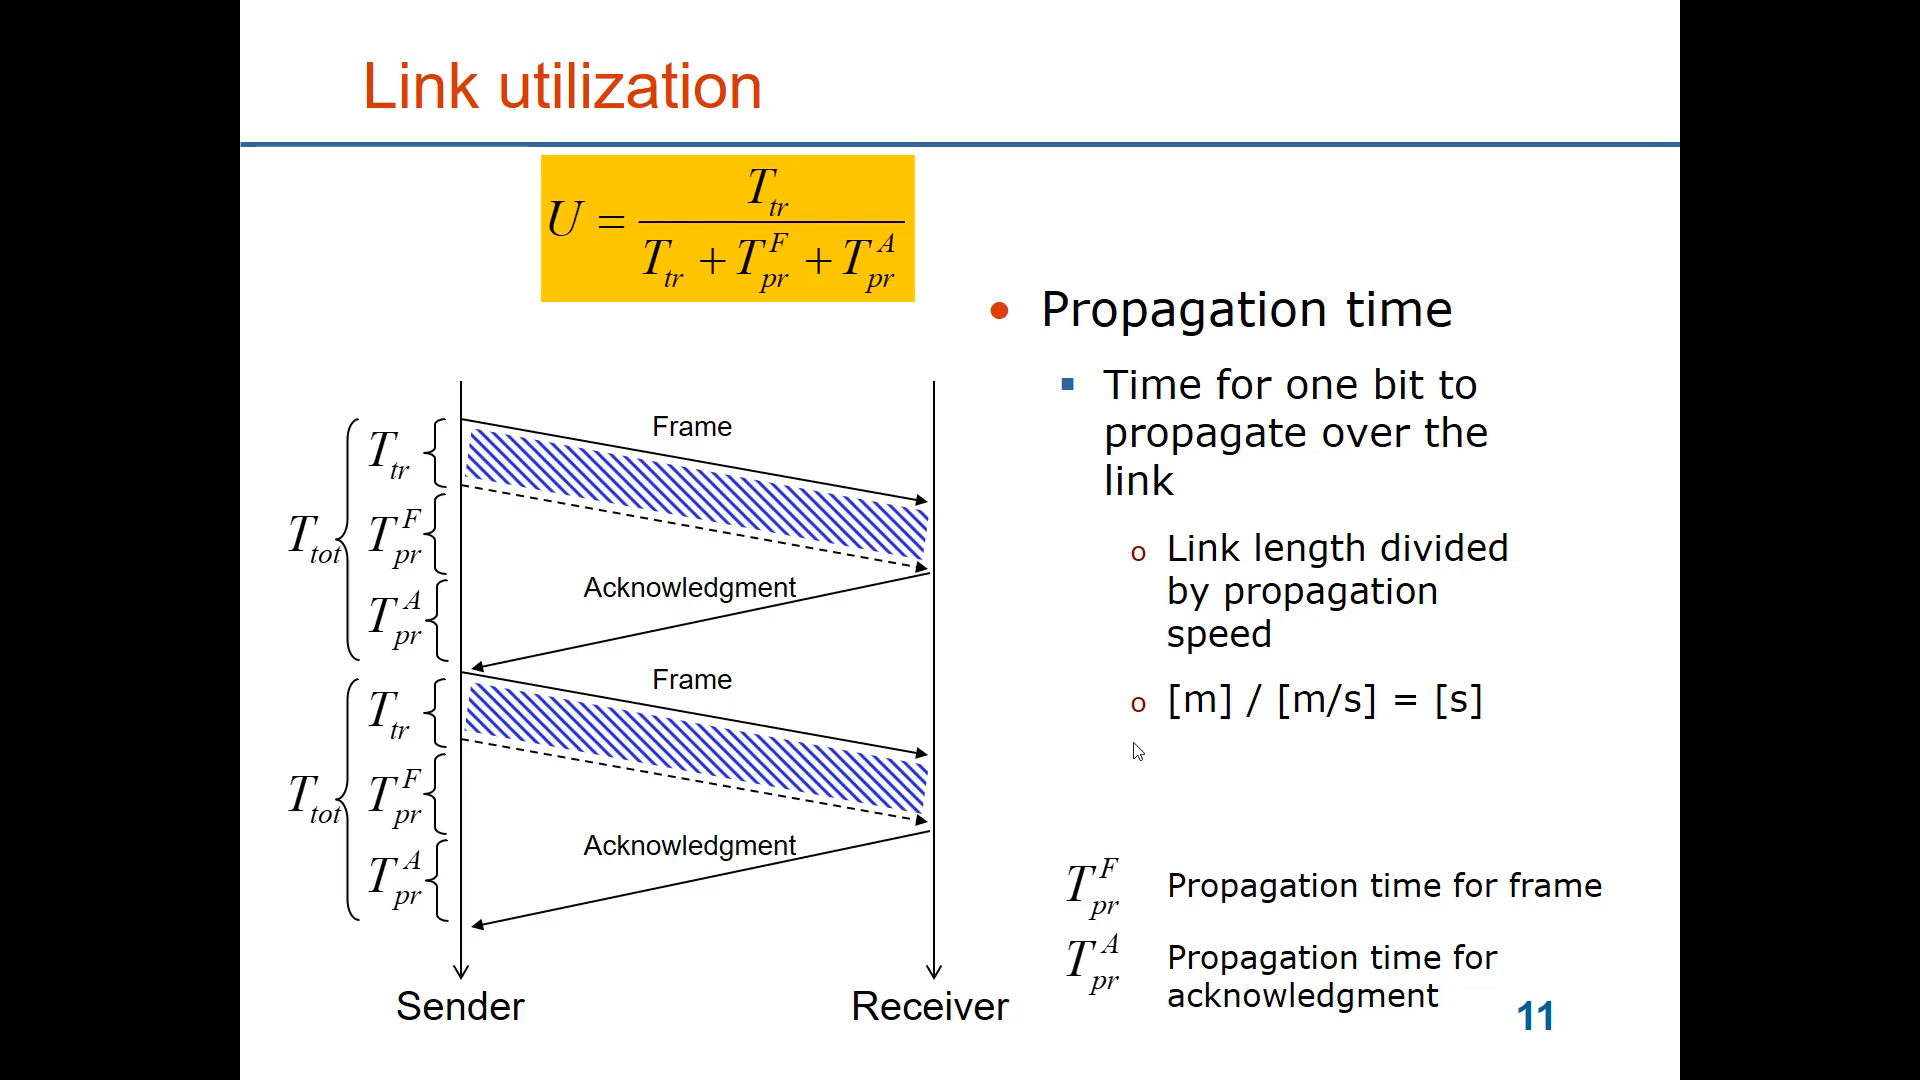 Link utilization
U = T_tr / (T_tr + T_pr^F + T_pr^A)
• Propagation time
▪ Time for one bit to
propagate over the
link
o Link length divided
by propagation
speed
o [m] / [m/s] = [s]
T_tot
T_tr
T_pr^F
T_pr^A
Frame
Acknowledgment
T_tot
T_tr
T_pr^F
T_pr^A
Frame
Acknowledgment
Sender
Receiver
T_pr^F Propagation time for frame
T_pr^A Propagation time for
acknowledgment
11